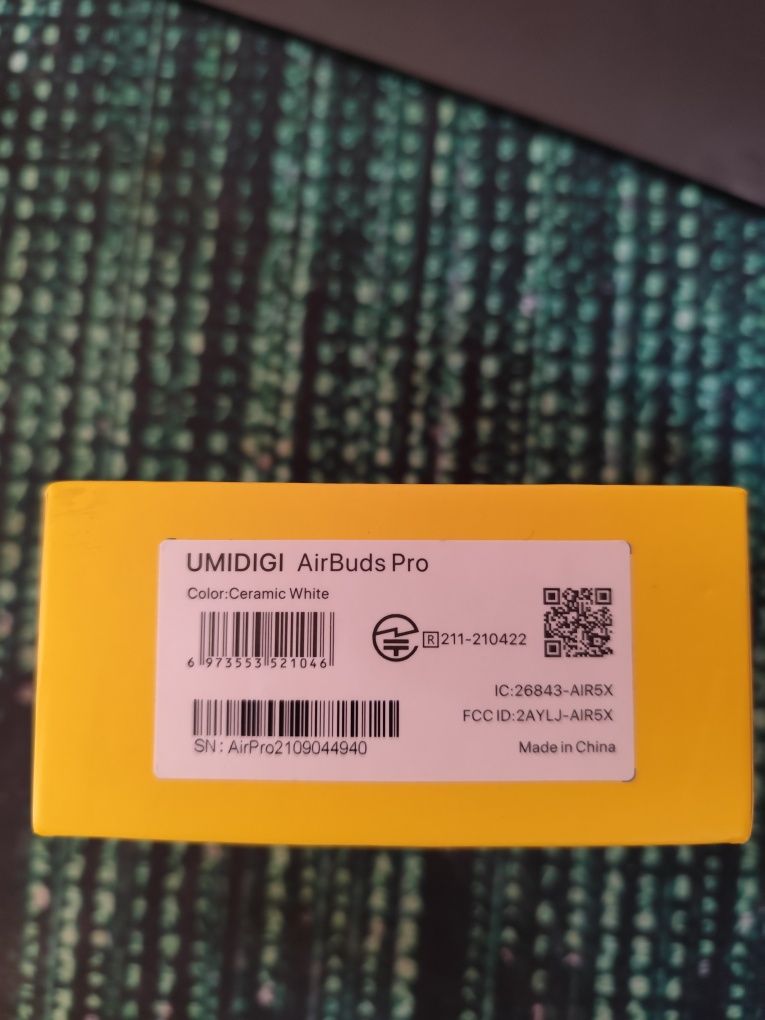 UMIDIGI AirBuds Pro
Color:Ceramic White
6 973553 521046
R 211-210422
IC:26843-AIR5X
FCC ID:2AYLJ-AIR5X
SN: AirPro2109044940
Made in China